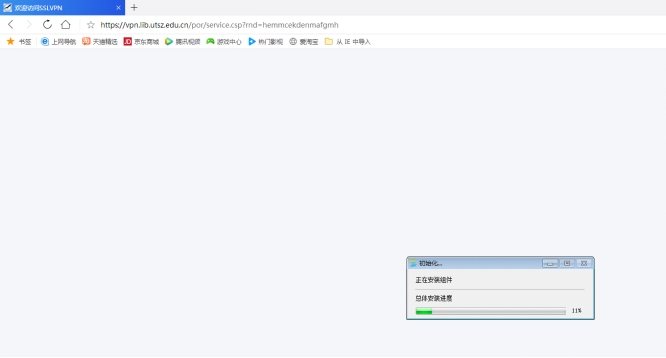 欢迎访问SSLVPN
https://vpn.lib.utsz.edu.cn/por/service.csp?rnd=hemmcekdenmafgmh
书签 上网导航 天猫精选 京东商城 腾讯视频 游戏中心 热门影视 爱淘宝 从 IE 中导入
初始化...
正在安装组件
总体安装进度
11%